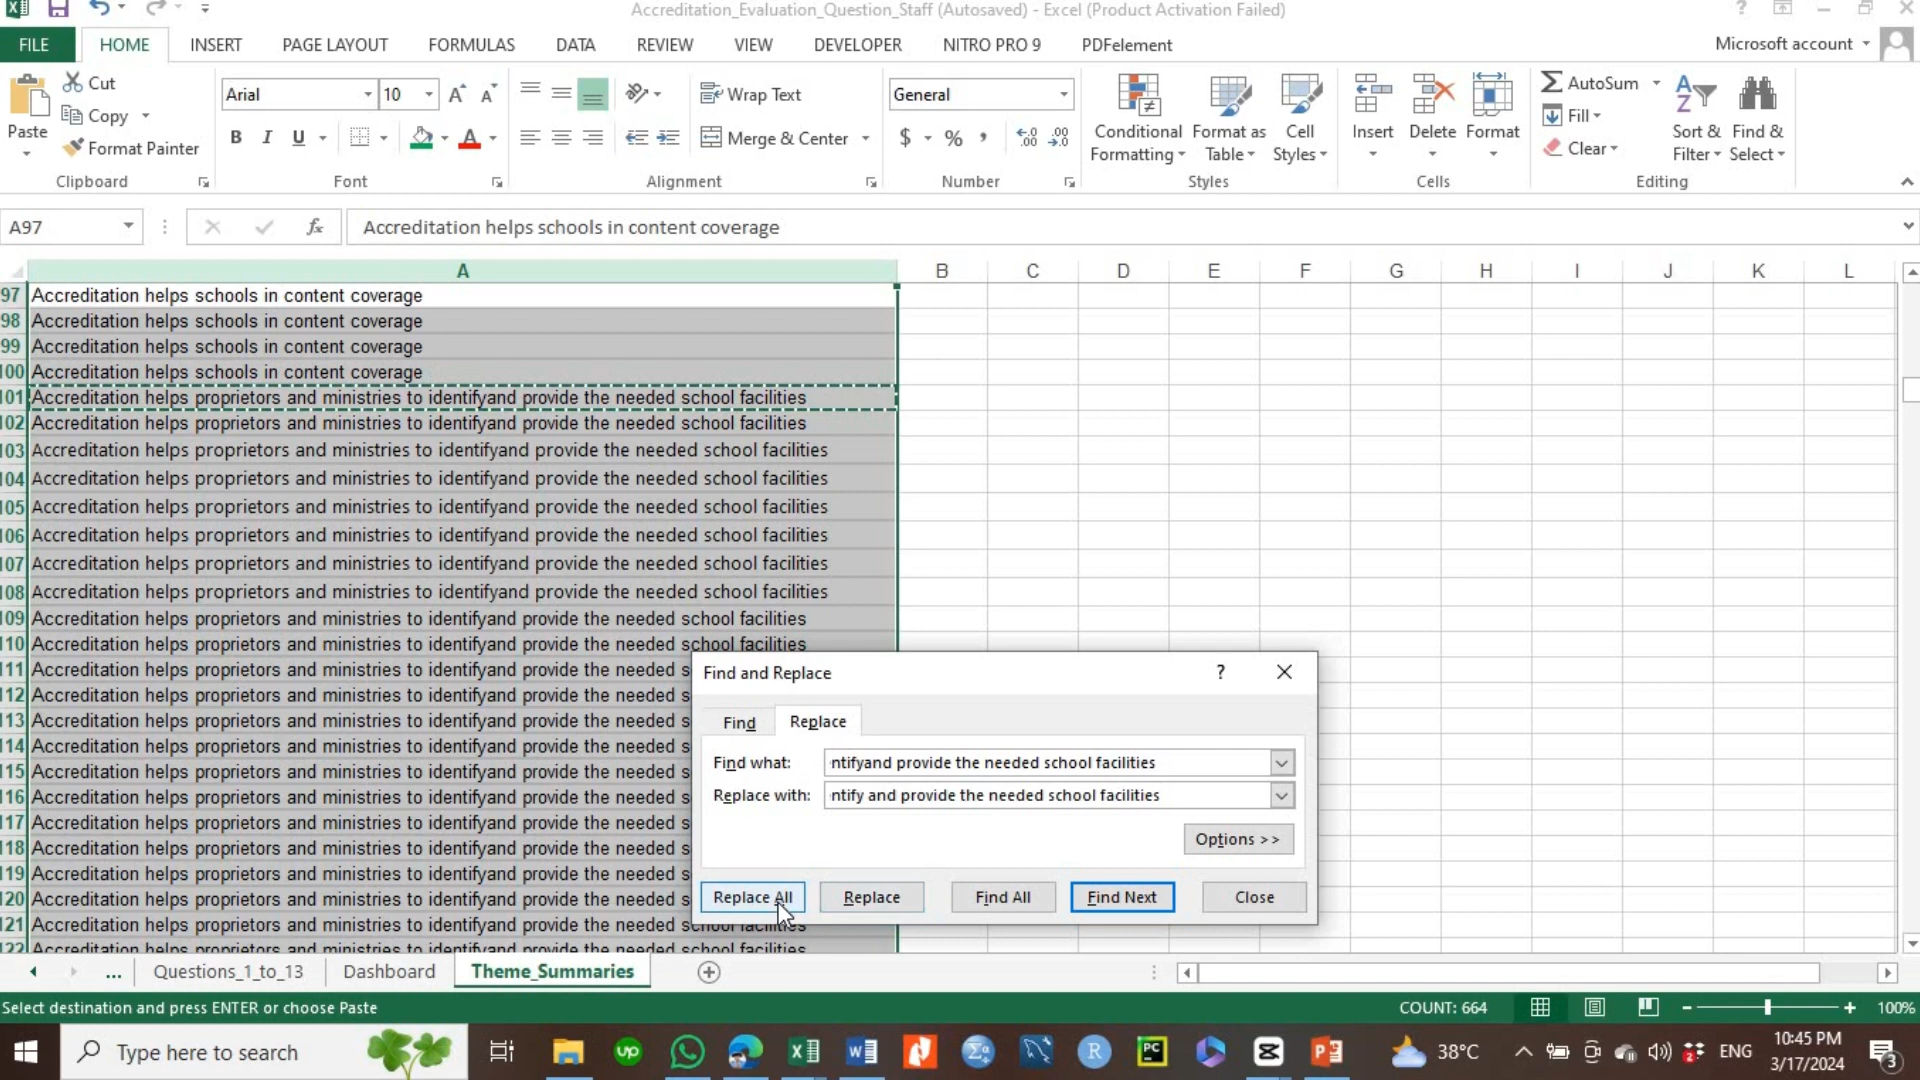 Accreditation_Evaluation_Question_Staff (Autosaved) - Excel (Product Activation Failed)
FILE HOME INSERT PAGE LAYOUT FORMULAS DATA REVIEW VIEW DEVELOPER NITRO PRO 9 PDFelement Microsoft account
Paste
Cut
Copy
Format Painter
Clipboard
Arial 10
B I U
Font
Wrap Text
Merge & Center
Alignment
General
$ % ,
Number
Conditional Formatting
Format as Table
Cell Styles
Styles
Insert Delete Format
Cells
AutoSum
Fill
Clear
Sort & Filter
Find & Select
Editing
A97 fx Accreditation helps schools in content coverage
A B C D E F G H I J K L
97 Accreditation helps schools in content coverage
98 Accreditation helps schools in content coverage
99 Accreditation helps schools in content coverage
100 Accreditation helps schools in content coverage
101 Accreditation helps proprietors and ministries to identifyand provide the needed school facilities
102 Accreditation helps proprietors and ministries to identifyand provide the needed school facilities
103 Accreditation helps proprietors and ministries to identifyand provide the needed school facilities
104 Accreditation helps proprietors and ministries to identifyand provide the needed school facilities
105 Accreditation helps proprietors and ministries to identifyand provide the needed school facilities
106 Accreditation helps proprietors and ministries to identifyand provide the needed school facilities
107 Accreditation helps proprietors and ministries to identifyand provide the needed school facilities
108 Accreditation helps proprietors and ministries to identifyand provide the needed school facilities
109 Accreditation helps proprietors and ministries to identifyand provide the needed school facilities
110 Accreditation helps proprietors and ministries to identifyand provide the needed school facilities
111 Accreditation helps proprietors and ministries to identifyand provide the needed s
112 Accreditation helps proprietors and ministries to identifyand provide the needed s
113 Accreditation helps proprietors and ministries to identifyand provide the needed s
114 Accreditation helps proprietors and ministries to identifyand provide the needed s
115 Accreditation helps proprietors and ministries to identifyand provide the needed s
116 Accreditation helps proprietors and ministries to identifyand provide the needed s
117 Accreditation helps proprietors and ministries to identifyand provide the needed s
118 Accreditation helps proprietors and ministries to identifyand provide the needed s
119 Accreditation helps proprietors and ministries to identifyand provide the needed s
120 Accreditation helps proprietors and ministries to identifyand provide the needed s
121 Accreditation helps proprietors and ministries to identifyand provide the needed school facilities
122 Accreditation helps proprietors and ministries to identifyand provide the needed school facilities
Find and Replace ?
Find Replace
Find what: ntifyand provide the needed school facilities
Replace with: ntify and provide the needed school facilities
Options >>
Replace All Replace Find All Find Next Close
... Questions_1_to_13 Dashboard Theme_Summaries
Select destination and press ENTER or choose Paste COUNT: 664 100%
Type here to search
38°C ENG
10:45 PM
3/17/2024
3